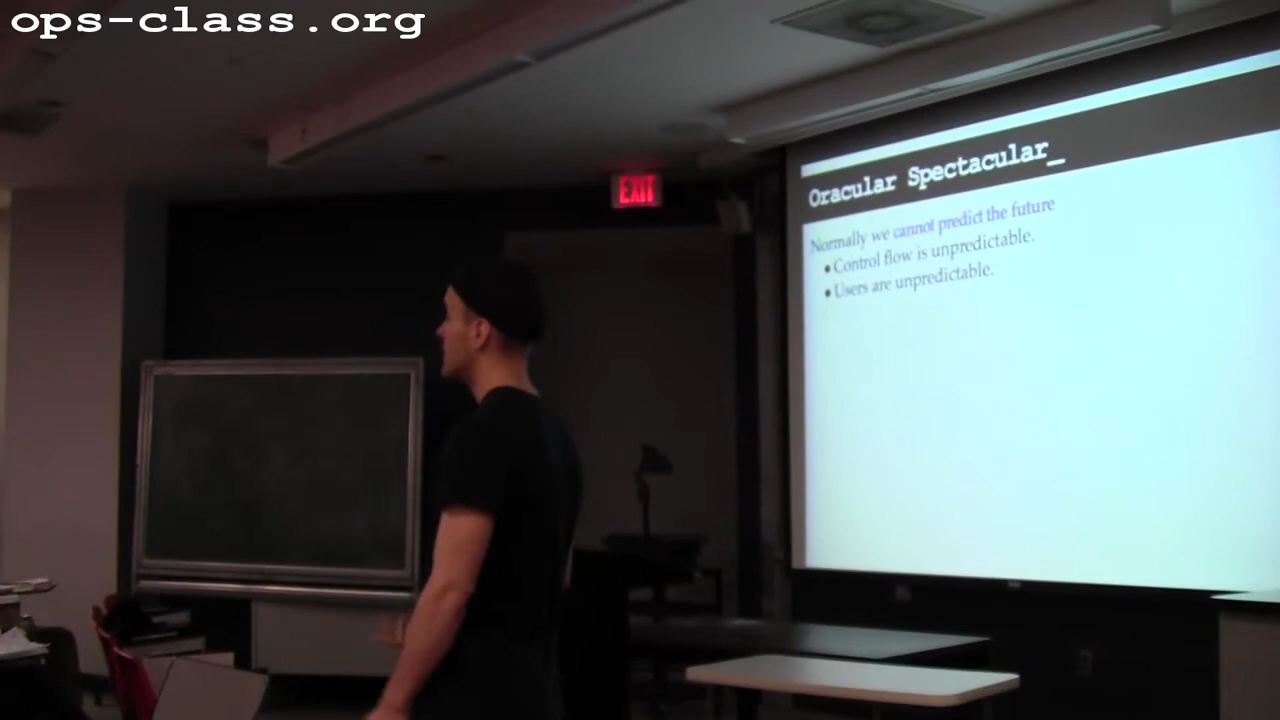 ops-class.org
EXIT
Oracular Spectacular_
Normally we cannot predict the future
• Control flow is unpredictable.
• Users are unpredictable.